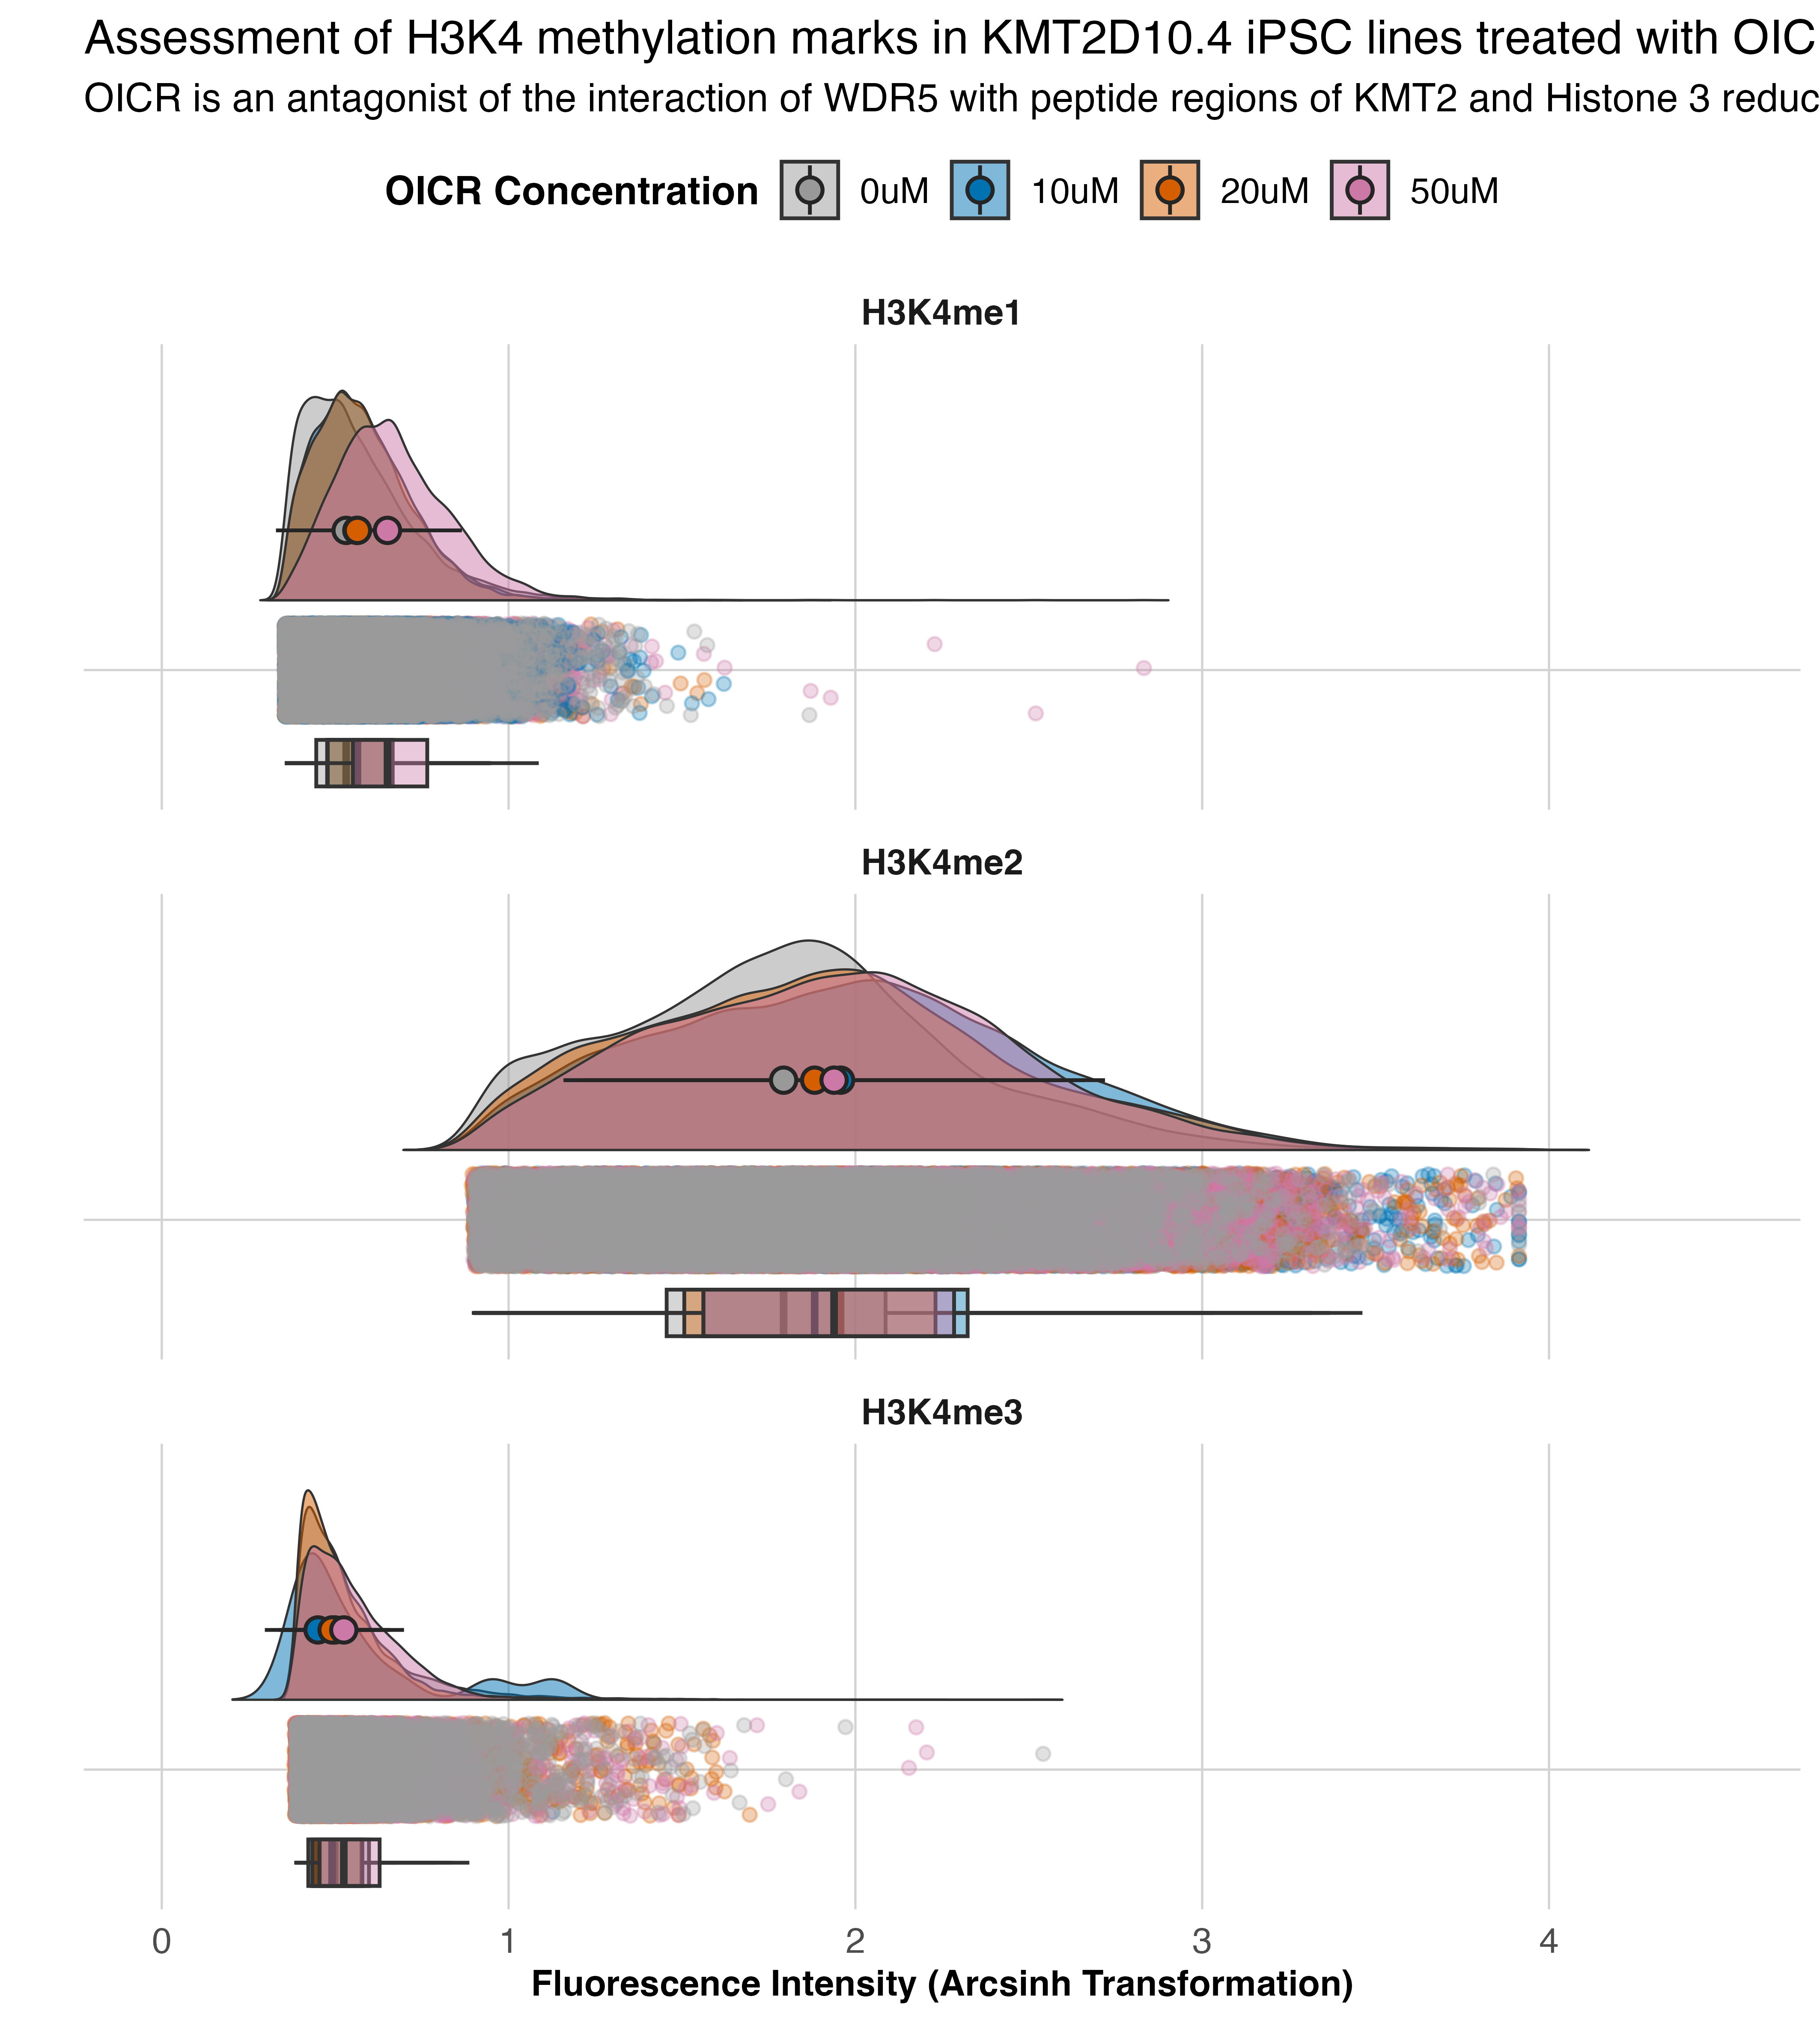 Assessment of H3K4 methylation marks in KMT2D10.4 iPSC lines treated with OIC
OICR is an antagonist of the interaction of WDR5 with peptide regions of KMT2 and Histone 3 reduc
OICR Concentration 0uM 10uM 20uM 50uM
H3K4me1
H3K4me2
H3K4me3
0 1 2 3 4
Fluorescence Intensity (Arcsinh Transformation)